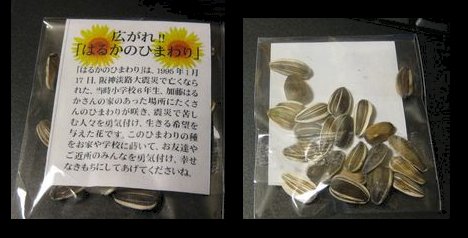 広がれ!!
「はるかのひまわり」
「はるかのひまわり」は、1995年1月
17日、阪神淡路大震災で亡くなら
れた、当時小学校6年生、加藤はる
かさんの家のあった場所にたくさ
んのひまわりが咲き、震災で苦し
む人々を勇気付け、生きる希望を
与えた花です。このひまわりの種
をお家や学校に蒔いて、お友達や
ご近所のみんなを勇気付け、幸せ
なきもちにしてあげてくださいね。